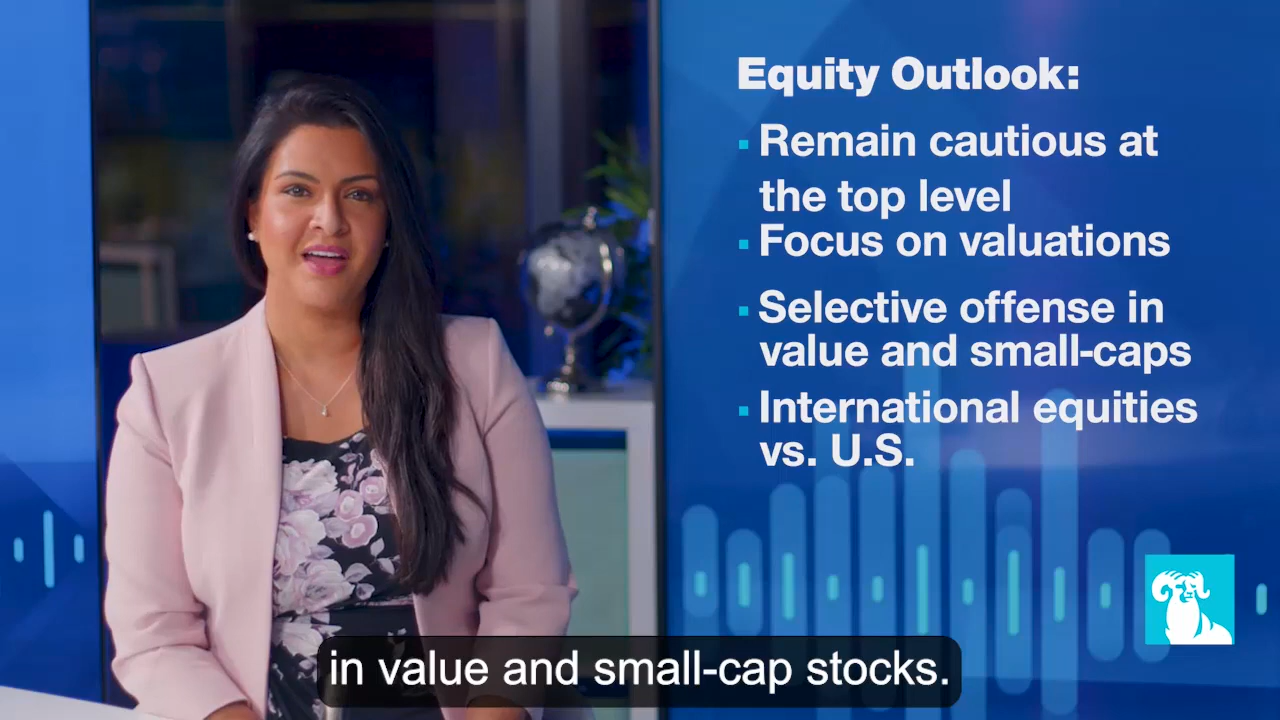 Equity Outlook:
Remain cautious at
the top level
Focus on valuations
Selective offense in
value and small-caps
International equities
vs. U.S.
in value and small-cap stocks.